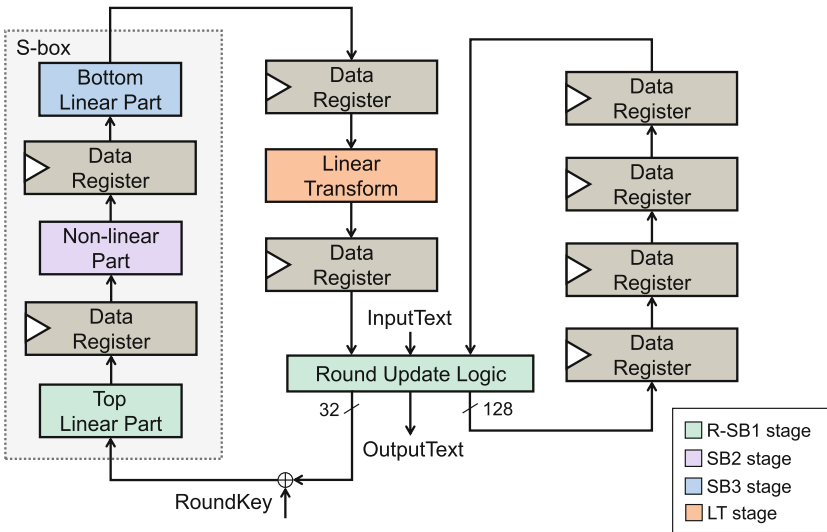 S-box
Bottom
Linear Part
Data
Register
Non-linear
Part
Data
Register
Top
Linear Part
Data
Register
Linear
Transform
Data
Register
InputText
Round Update Logic
32
128
OutputText
RoundKey
Data
Register
Data
Register
Data
Register
Data
Register
R-SB1 stage
SB2 stage
SB3 stage
LT stage